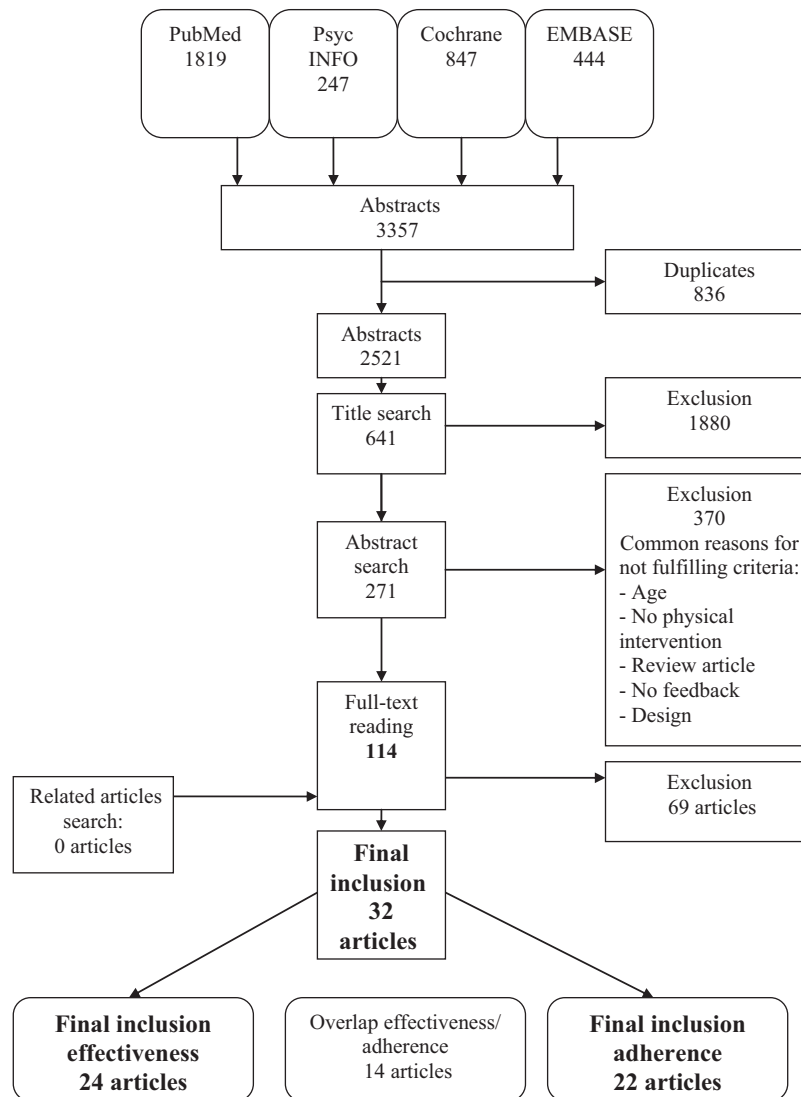 PubMed
1819
Psyc
INFO
247
Cochrane
847
EMBASE
444
Abstracts
3357
Duplicates
836
Abstracts
2521
Title search
641
Exclusion
1880
Abstract
search
271
Exclusion
370
Common reasons for
not fulfilling criteria:
- Age
- No physical
intervention
- Review article
- No feedback
- Design
Full-text
reading
114
Related articles
search:
0 articles
Exclusion
69 articles
Final
inclusion
32
articles
Final inclusion
effectiveness
24 articles
Overlap effectiveness/
adherence
14 articles
Final inclusion
adherence
22 articles